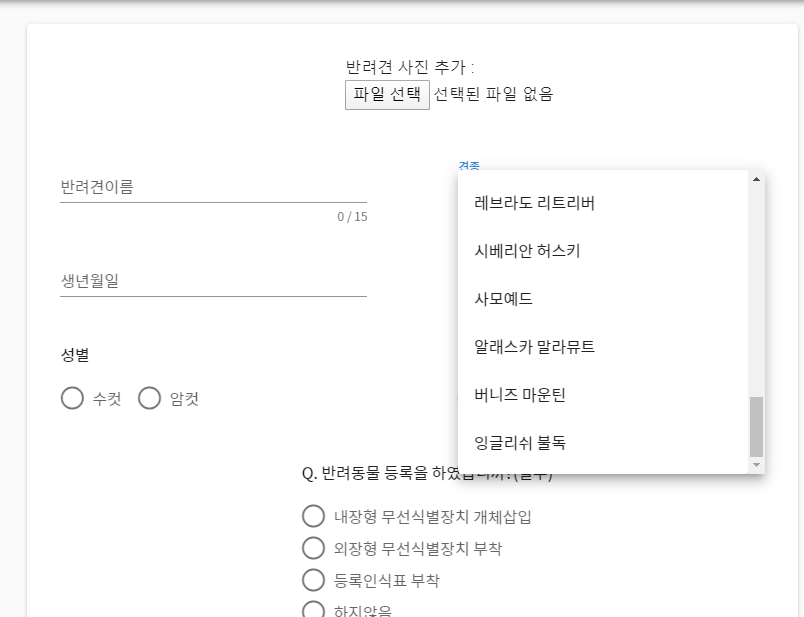 반려견 사진 추가 :
파일 선택 선택된 파일 없음
견종
반려견이름
0 / 15
레브라도 리트리버
시베리안 허스키
생년월일
사모예드
알래스카 말라뮤트
성별
버니즈 마운틴
수컷 암컷
잉글리쉬 불독
Q. 반려동물 등록을 하였습니까?(필수)
내장형 무선식별장치 개체삽입
외장형 무선식별장치 부착
등록인식표 부착
하지않음